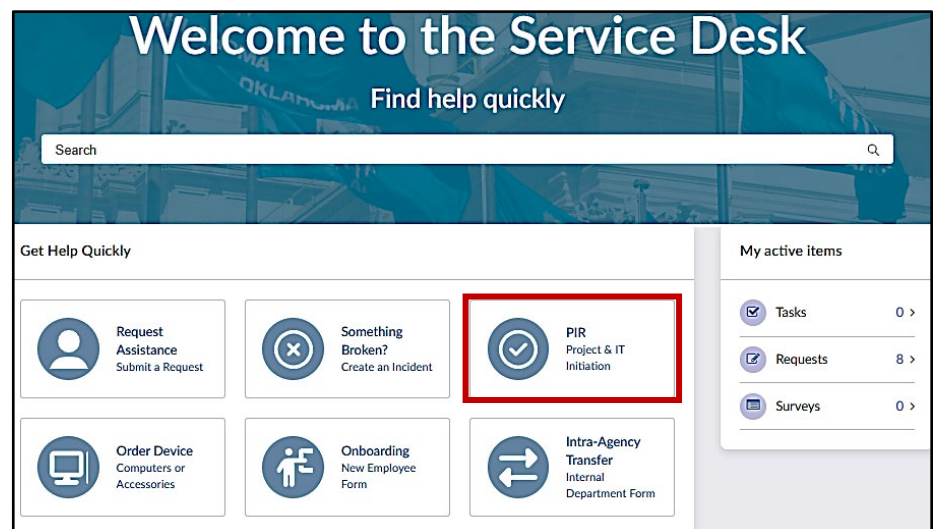 Welcome to the Service Desk
MA
OKLAHOMA
Find help quickly
Search
Get Help Quickly
Request
Assistance
Submit a Request
Something
Broken?
Create an Incident
PIR
Project & IT
Initiation
Order Device
Computers or
Accessories
Onboarding
New Employee
Form
Intra-Agency
Transfer
Internal
Department Form
My active items
Tasks 0
Requests 8
Surveys 0